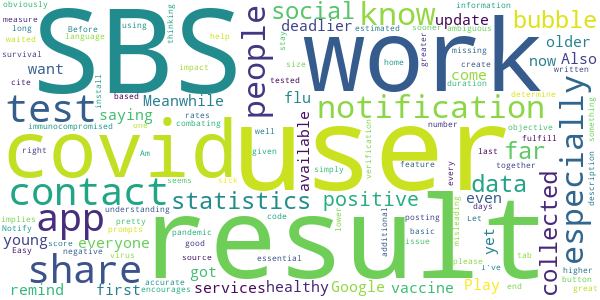 obviously
measure
long
waited
survival
Before
language
using
thinking
help
impact
cite
install
based
Meanwhile
rates
combating
SBS
work
know
information
deadlier
update
sooner
ambiguous
stay
estimated
bubble
size
home
missing
create
greater
older
Also
written
people
want
now
flu
tested
come
duration
determine
test
saying
notification
especially
immunocompromised
one
Am
covid
user
right
well
given
verification
feature
number
objective
fulfill
available
simply
every
last
together
something
contact
statistics
far
data
positive
even
yet
collected
description
seems
sick
implies
Notify
young
app
everyone
understanding
pretty
days
score
negative
virus
Easy
prompts
share
result
code
lower
additional
posting
basic
issue
misleading
Let
i've
please
tab
pandemic
good
source
accurate
encourages
essential
got
services
healthy
Google
vaccine
Play
end
higher
button
great
remind
first